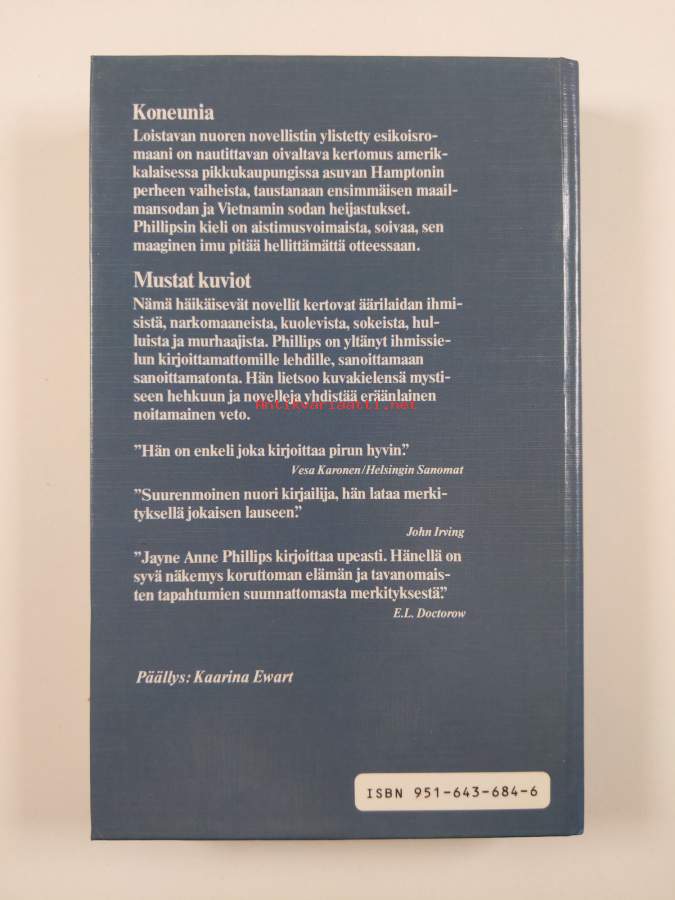 Koneunia
Loistavan nuoren novellistin ylistetty esikoisro-
maani on nautittavan oivaltava kertomus amerik-
kalaisessa pikkukaupungissa asuvan Hamptonin
perheen vaiheista, taustanaan ensimmäisen maail-
mansodan ja Vietnamin sodan heijastukset.
Phillipsin kieli on aistimusvoimaista, soivaa, sen
maaginen imu pitää hellittämättä otteessaan.
Mustat kuviot
Nämä häikäisevät novellit kertovat äärilaidan ihmi-
sistä, narkomaaneista, kuolevista, sokeista, hul-
luista ja murhaajista. Phillips on yltänyt ihmissie-
lun kirjoittamattomille lehdille, sanoittamaan
sanoittamatonta. Hän lietsoo kuvakielensä mysti-
seen hehkuun ja novelleja yhdistää eräänlainen
Antikvariaatti.net
noitamainen veto.
”Hän on enkeli joka kirjoittaa pirun hyvin.”
Vesa Karonen/Helsingin Sanomat
”Suurenmoinen nuori kirjailija, hän lataa merki-
tyksellä jokaisen lauseen.”
John Irving
”Jayne Anne Phillips kirjoittaa upeasti. Hänellä on
syvä näkemys koruttoman elämän ja tavanomais-
ten tapahtumien suunnattomasta merkityksestä.”
E.L. Doctorow
Päällys: Kaarina Ewart
ISBN 951-643-684-6